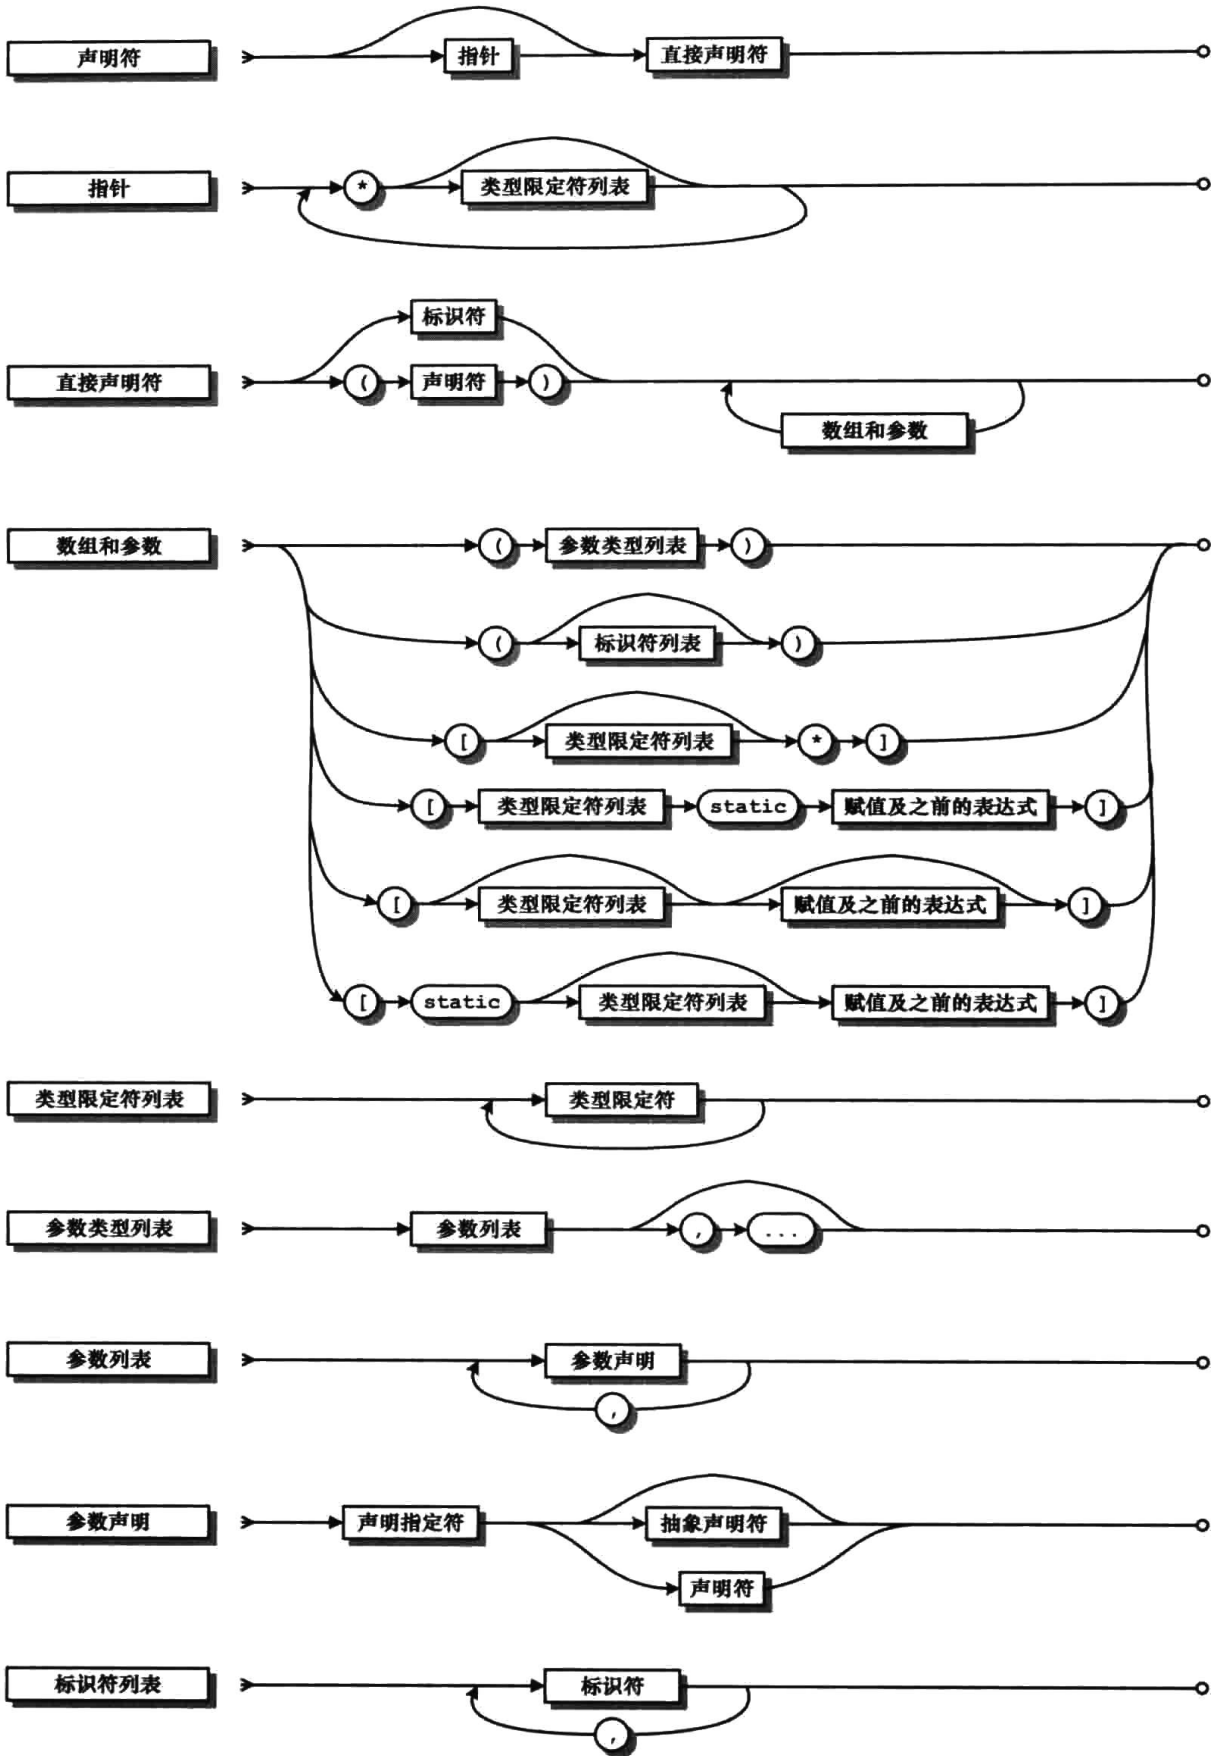 声明符 指针 直接声明符
指针 * 类型限定符列表
标识符
直接声明符 ( 声明符 )
数组和参数
数组和参数 ( 参数类型列表 )
( 标识符列表 )
[ 类型限定符列表 * ]
[ 类型限定符列表 static 赋值及之前的表达式 ]
[ 类型限定符列表 赋值及之前的表达式 ]
[ static 类型限定符列表 赋值及之前的表达式 ]
类型限定符列表 类型限定符
参数类型列表 参数列表 , ...
参数列表 参数声明
,
参数声明 声明指定符 抽象声明符
声明符
标识符列表 标识符
,